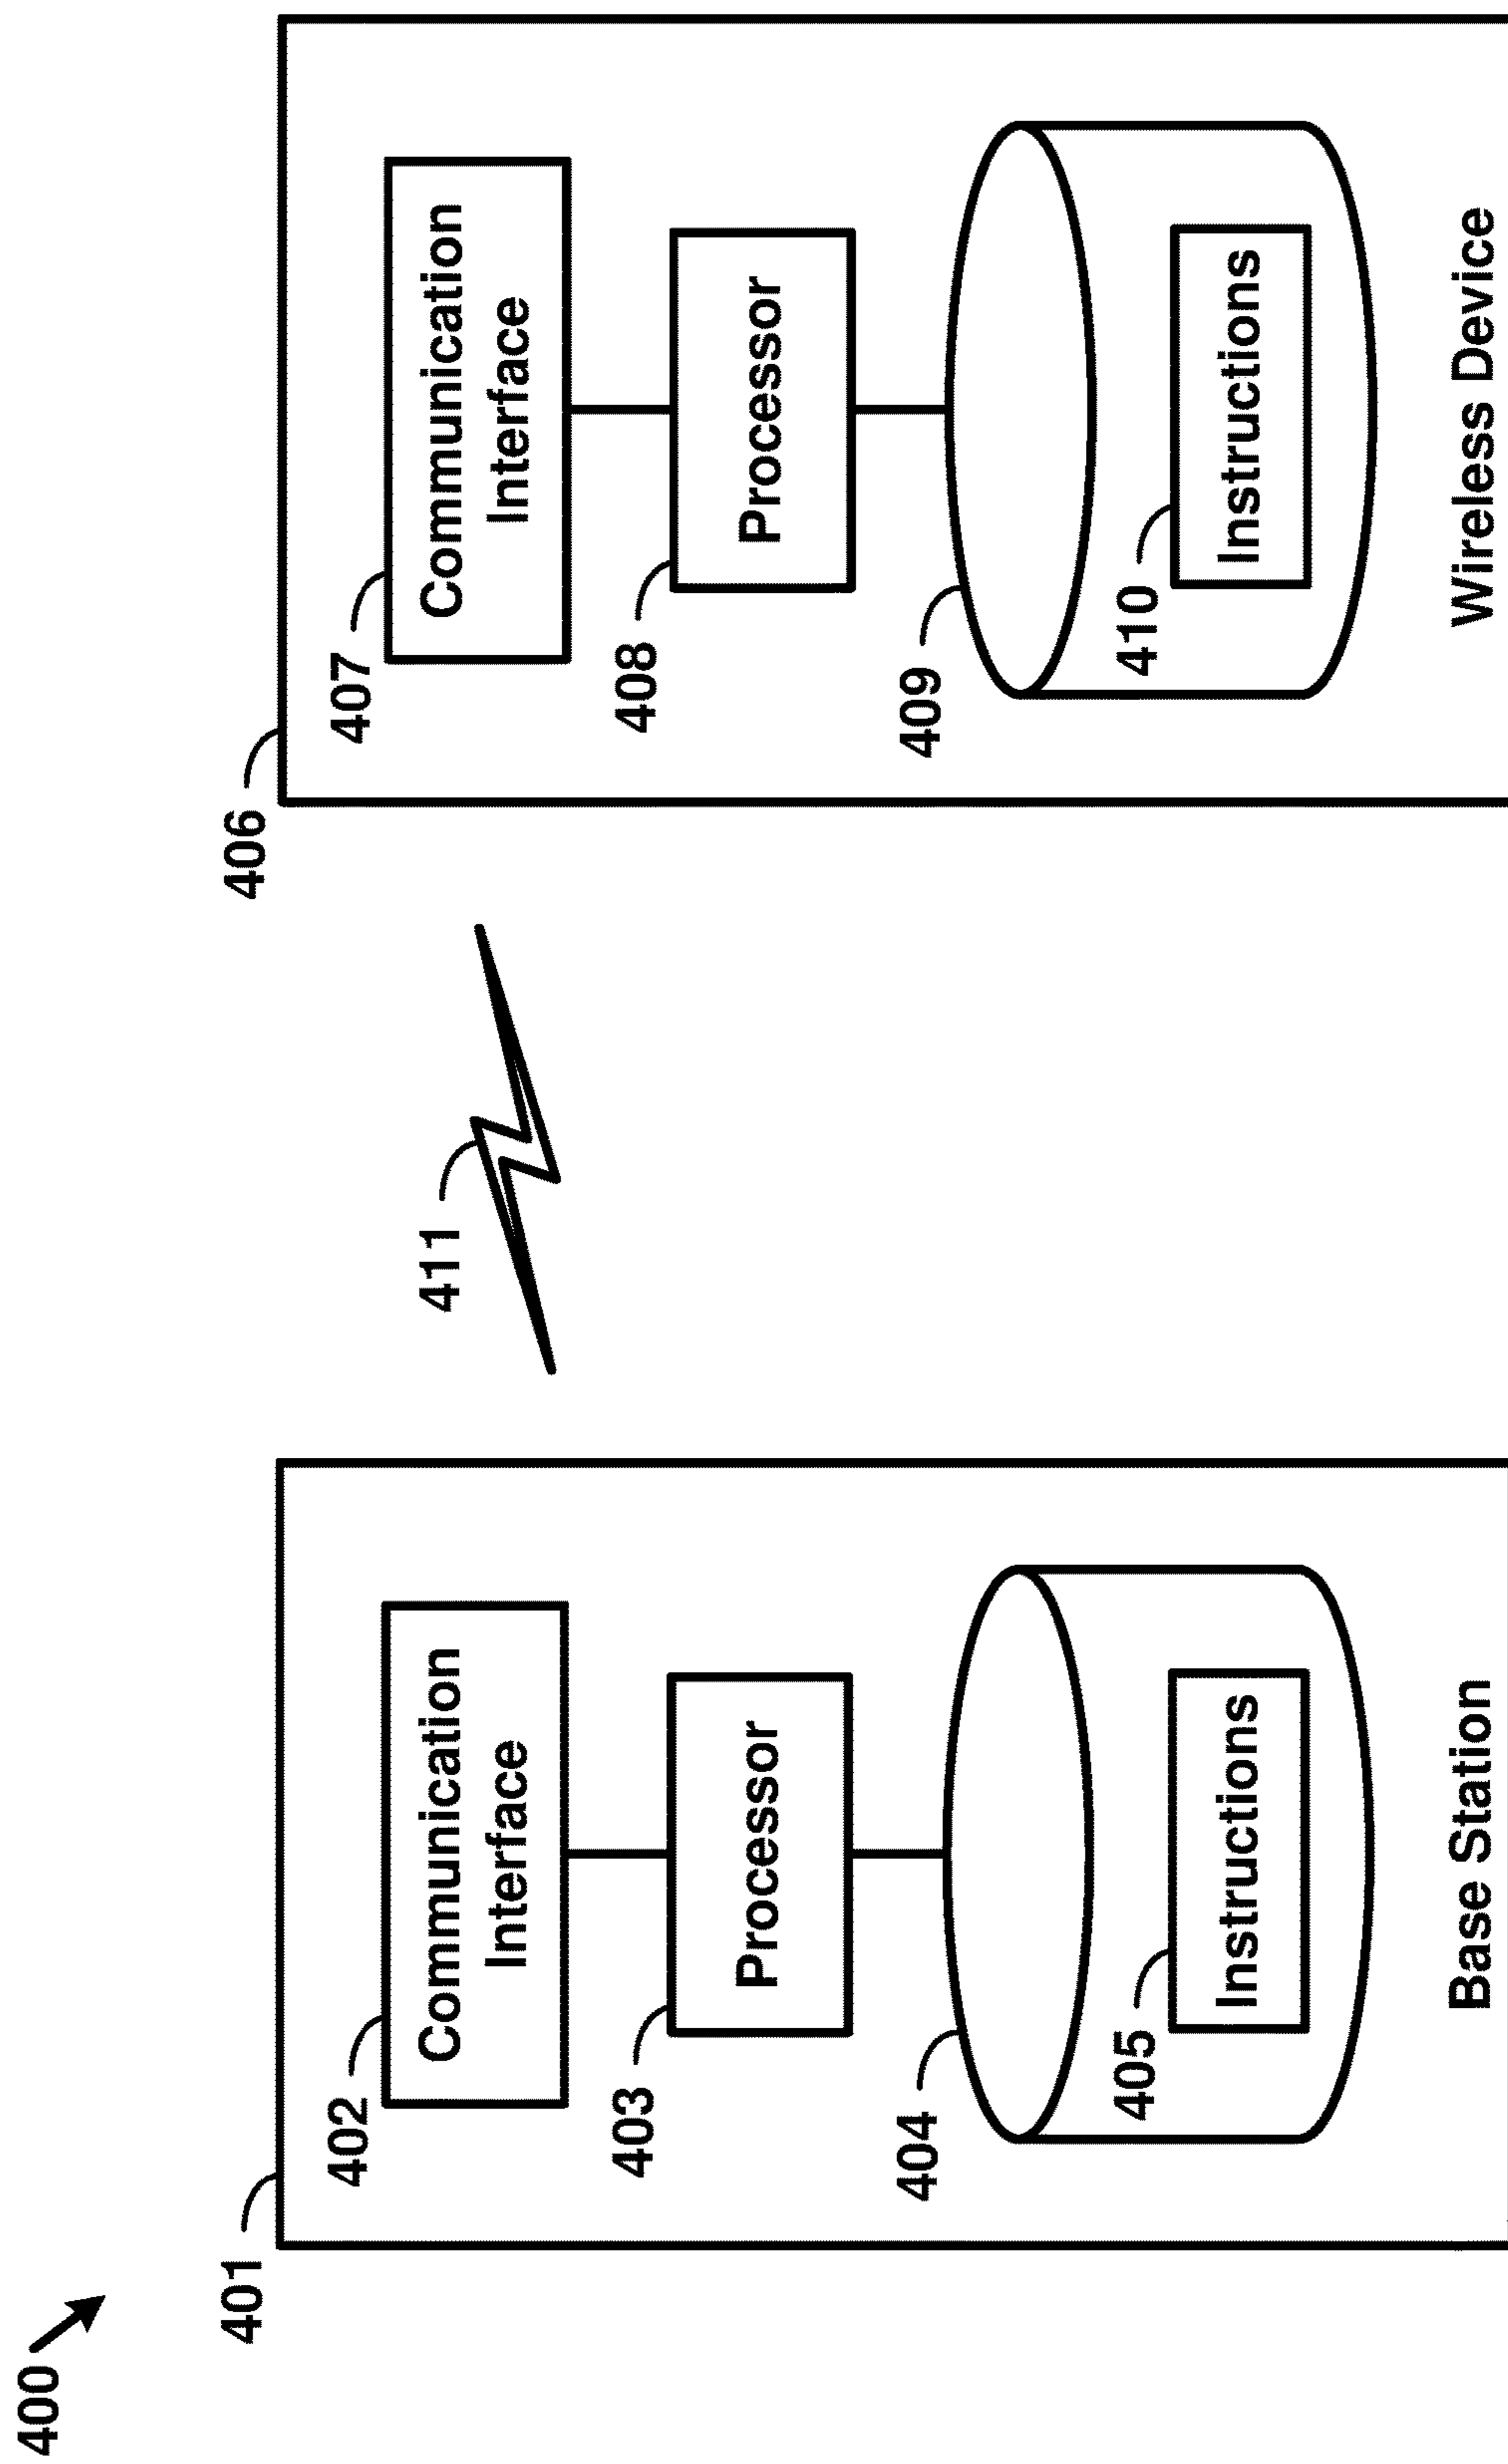 400
401
402
Communication
Interface
403
Processor
404
405
Instructions
Base Station
411
406
407
Communication
Interface
408
Processor
409
410
Instructions
Wireless Device